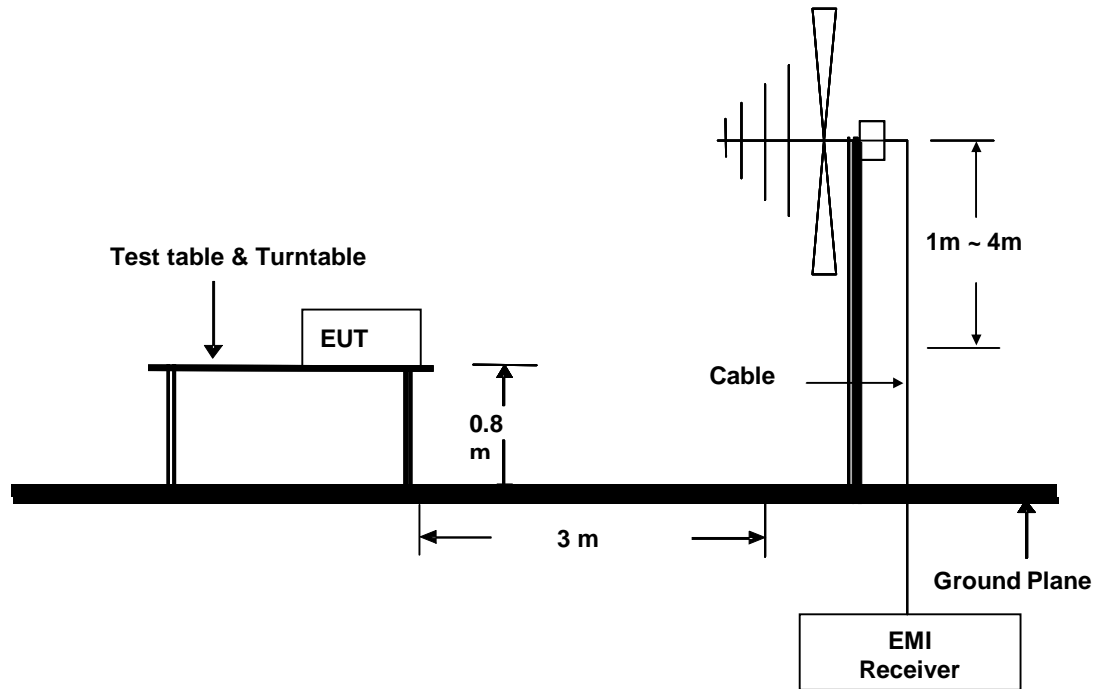 1m ~ 4m
Test table & Turntable
EUT
Cable
0.8
m
3 m
Ground Plane
EMI
Receiver